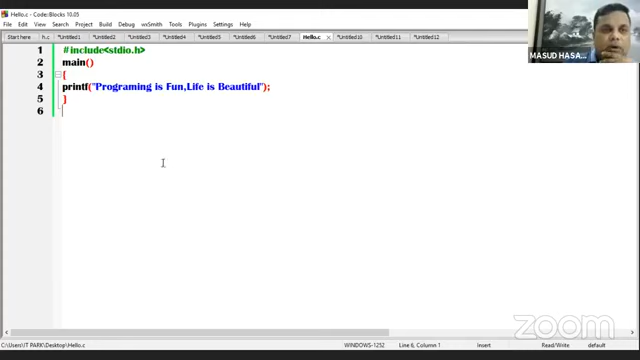 Hello.c - Code::Blocks 10.05
File Edit View Search Project Build Debug wxSmith Tools Plugins Settings Help
Start here h.c *Untitled1 *Untitled2 *Untitled3 *Untitled4 *Untitled5 *Untitled6 *Untitled7 Hello.c *Untitled10 *Untitled11 *Untitled12
MASUD HASA...
1 #include<stdio.h>
2 main()
3 {
4 printf("Programing is Fun,Life is Beautiful");
5 }
6
zoom
C:\Users\IT PARK\Desktop\Hello.c WINDOWS-1252 Line 6, Column 1 Insert Read/Write default